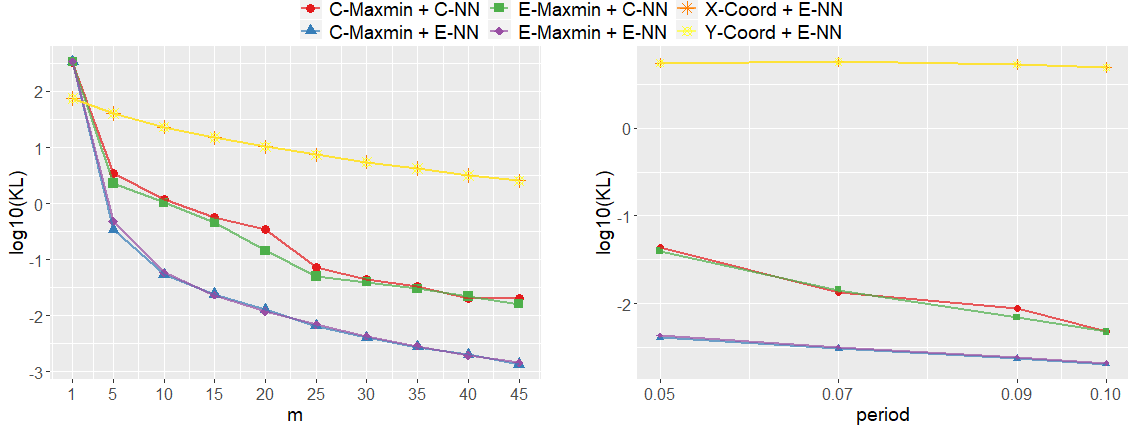 C-Maxmin + C-NN E-Maxmin + C-NN X-Coord + E-NN
C-Maxmin + E-NN E-Maxmin + E-NN Y-Coord + E-NN
log10(KL)
2
1
0
-1
-2
-3
1 5 10 15 20 25 30 35 40 45
m
log10(KL)
0
-1
-2
0.05 0.07 0.09 0.10
period